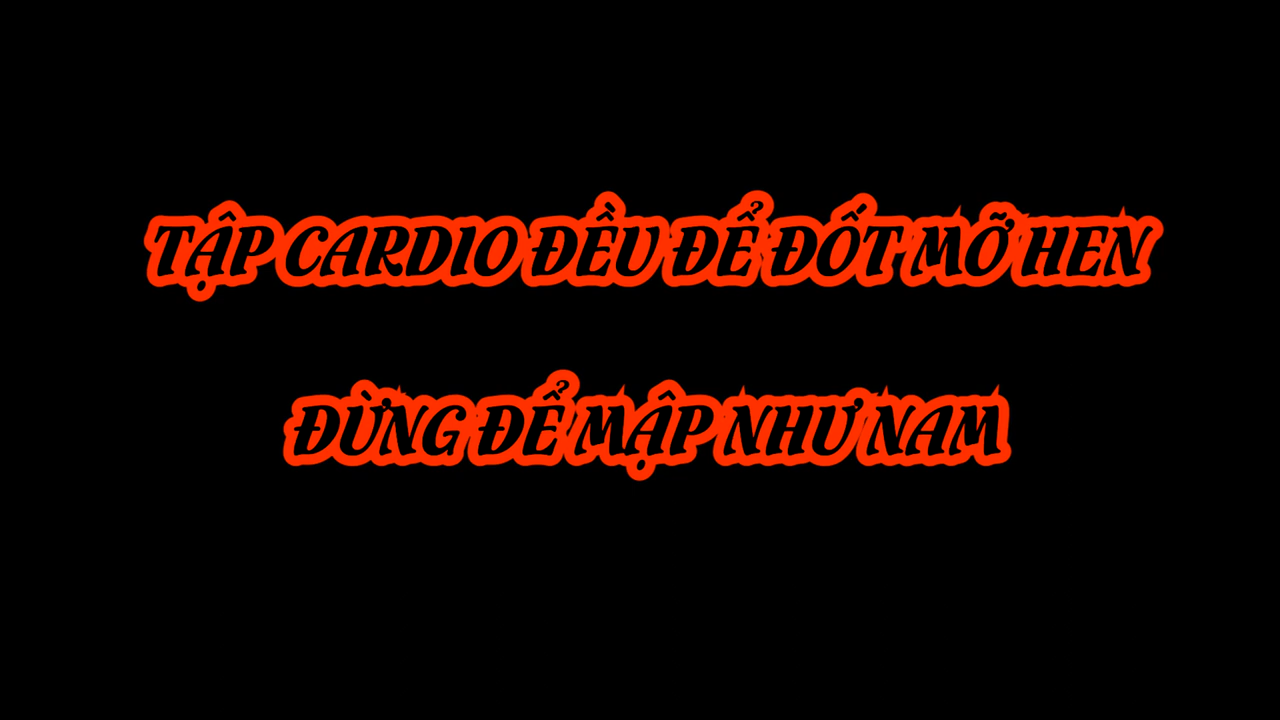 TẬP CARDIO ĐỀU ĐỂ ĐỐT MỠ HEN
ĐỪNG ĐỂ MẬP NHƯ NAM